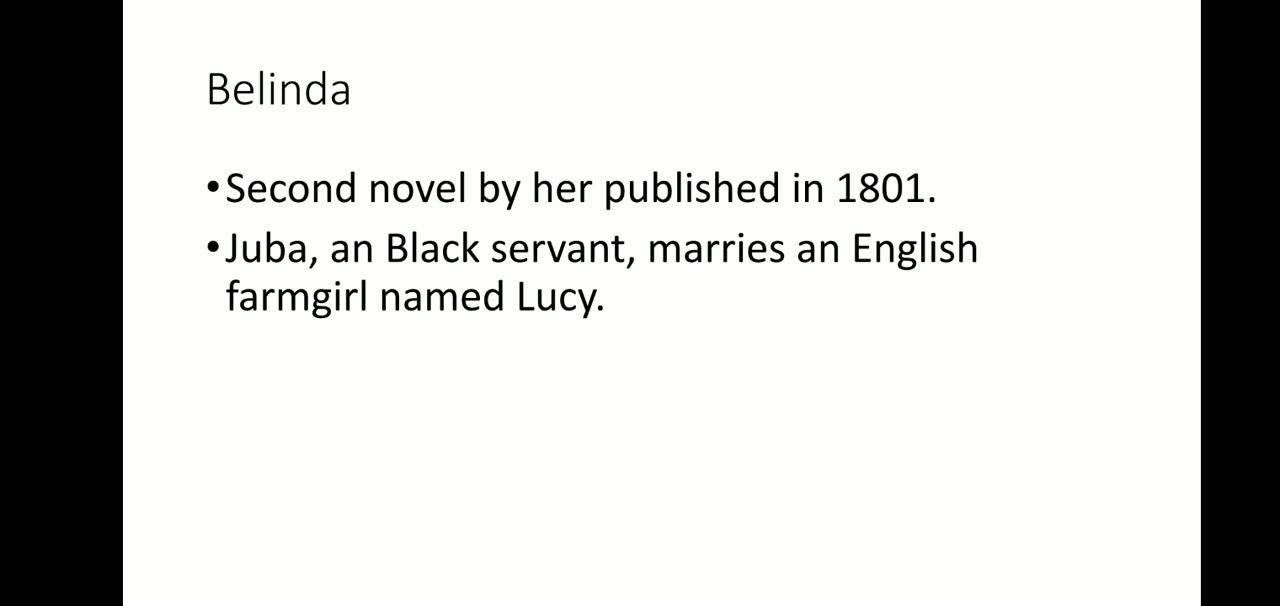 Belinda
•Second novel by her published in 1801.
•Juba, an Black servant, marries an English
farmgirl named Lucy.